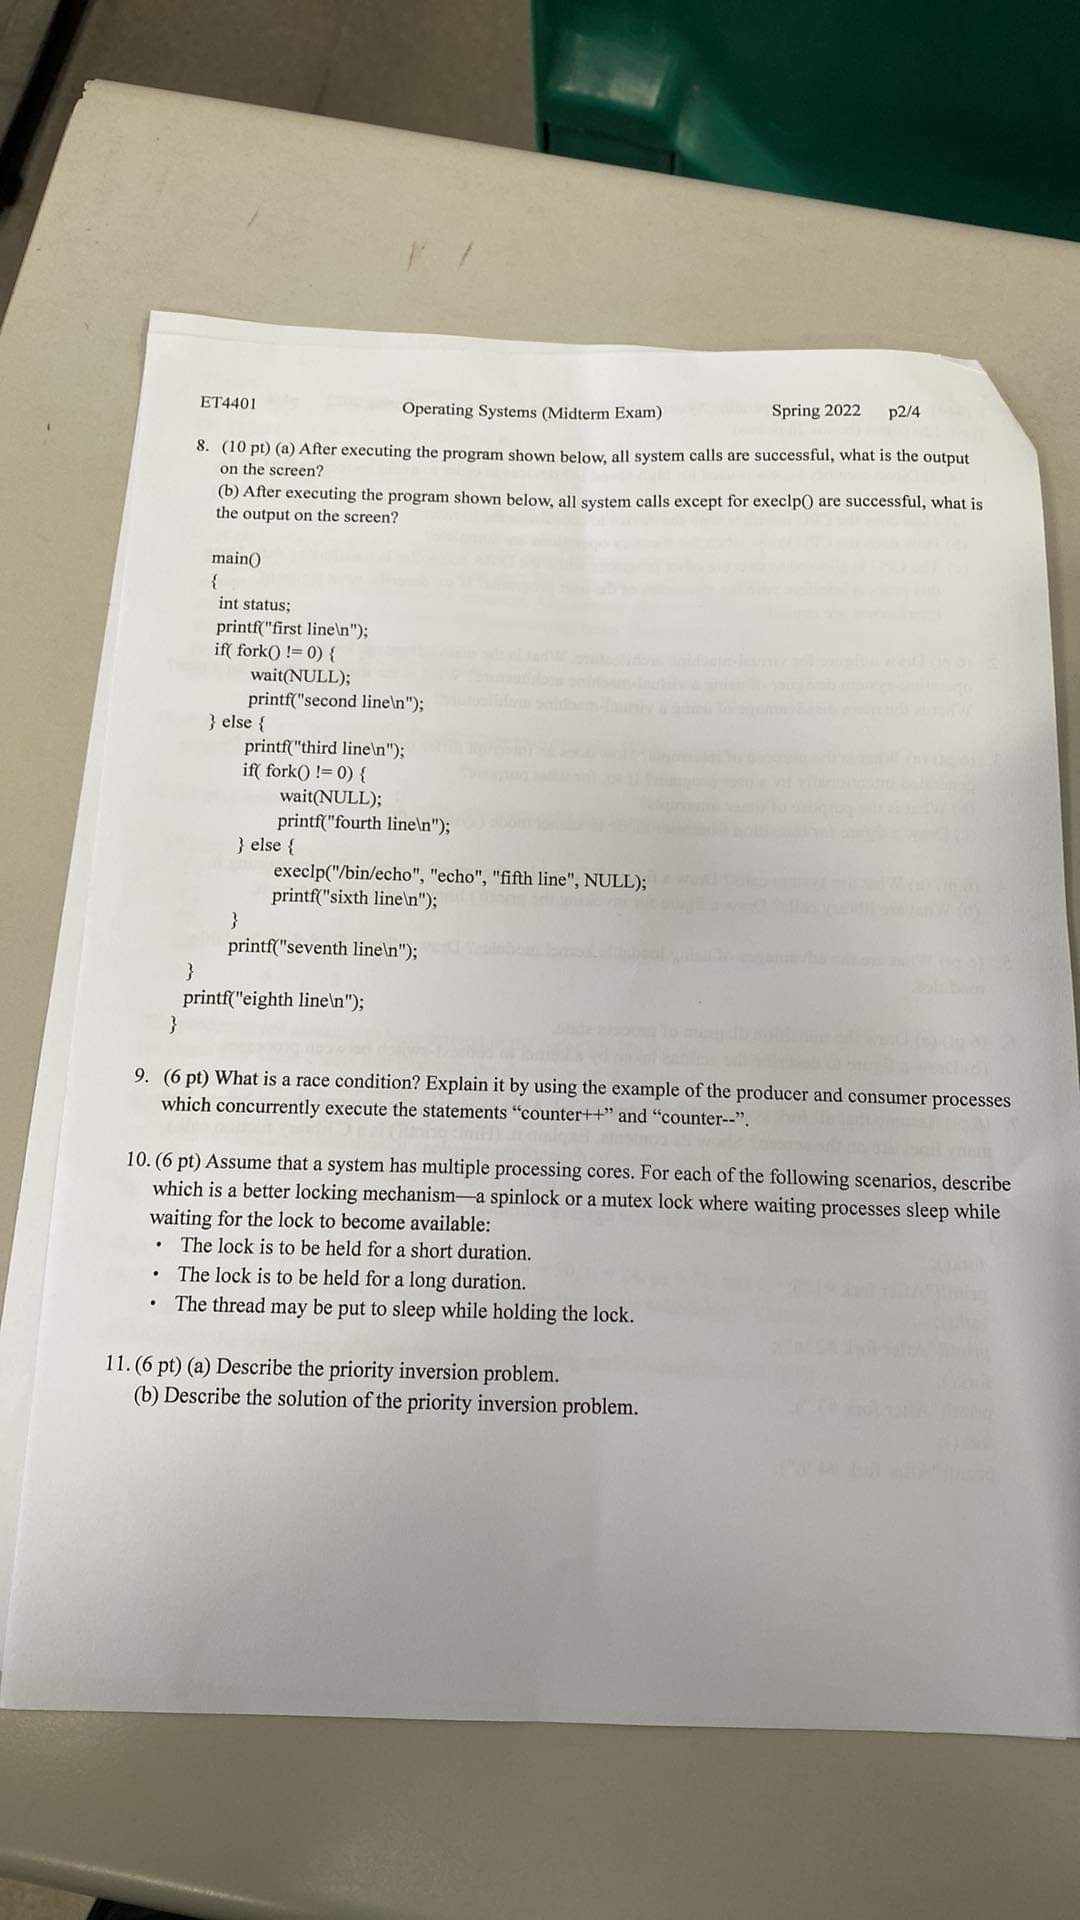 ET4401 Operating Systems (Midterm Exam) Spring 2022 p2/4
8. (10 pt) (a) After executing the program shown below, all system calls are successful, what is the output
on the screen?
(b) After executing the program shown below, all system calls except for execlp() are successful, what is
the output on the screen?
main()
{
int status;
printf("first line\n");
if( fork() != 0) {
wait(NULL);
printf("second line\n");
} else {
printf("third line\n");
if( fork() != 0) {
wait(NULL);
printf("fourth line\n");
} else {
execlp("/bin/echo", "echo", "fifth line", NULL);
printf("sixth line\n");
}
printf("seventh line\n");
}
printf("eighth line\n");
}
9. (6 pt) What is a race condition? Explain it by using the example of the producer and consumer processes
which concurrently execute the statements “counter++” and “counter--”.
10. (6 pt) Assume that a system has multiple processing cores. For each of the following scenarios, describe
which is a better locking mechanism—a spinlock or a mutex lock where waiting processes sleep while
waiting for the lock to become available:
• The lock is to be held for a short duration.
• The lock is to be held for a long duration.
• The thread may be put to sleep while holding the lock.
11. (6 pt) (a) Describe the priority inversion problem.
(b) Describe the solution of the priority inversion problem.